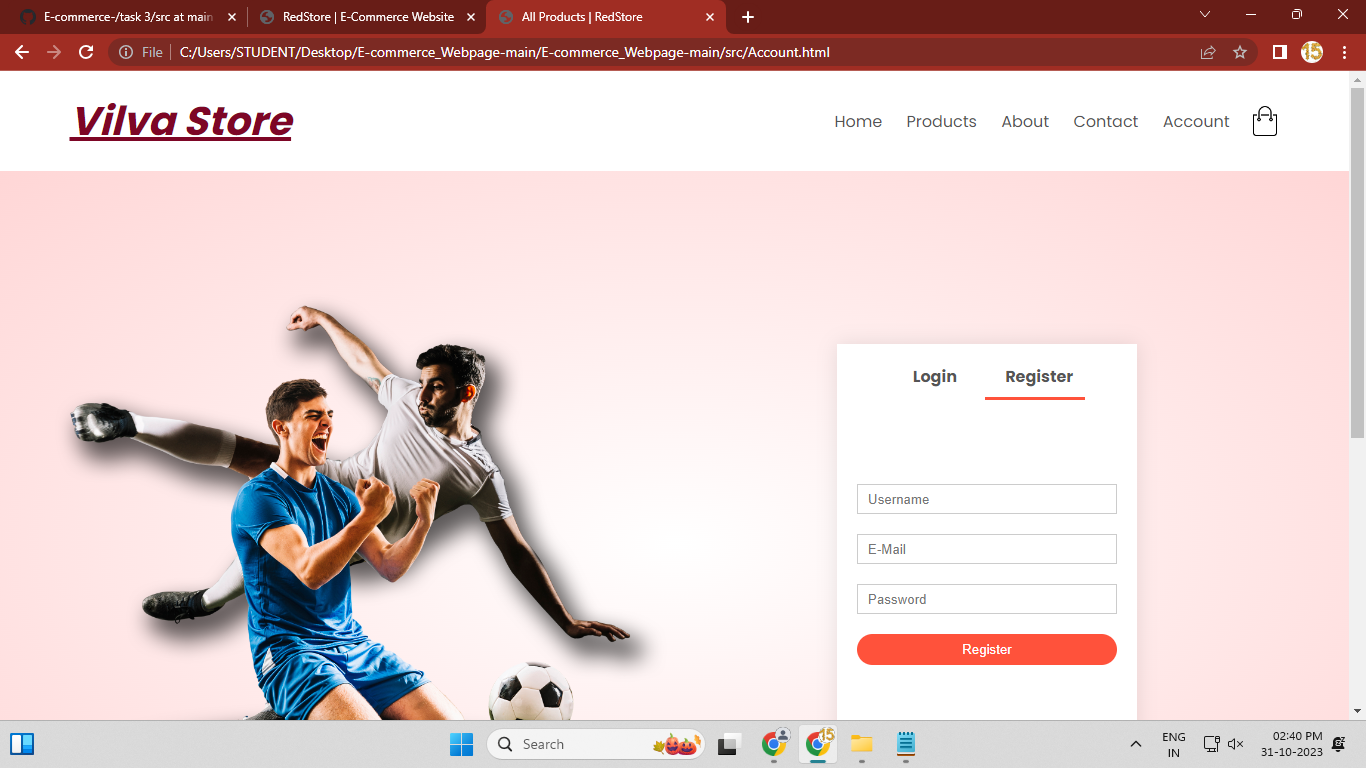 E-commerce-/task 3/src at main
RedStore | E-Commerce Website
All Products | RedStore
File
C:/Users/STUDENT/Desktop/E-commerce_Webpage-main/E-commerce_Webpage-main/src/Account.html
15
Vilva Store
Home
Products
About
Contact
Account
Login
Register
Username
E-Mail
Password
Register
Search
15
ENG
IN
02:40 PM
31-10-2023